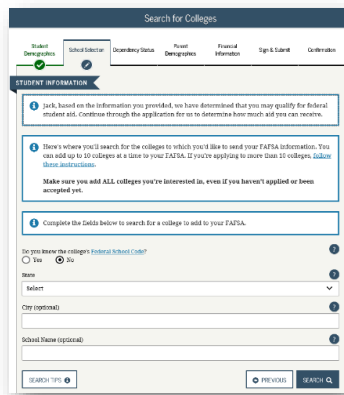 Search for Colleges
Student Demographics
School Selection
Dependency Status
Parent Demographics
Financial Information
Sign & Submit
Confirmation
STUDENT INFORMATION
Jack, based on the information you provided, we have determined that you may qualify for federal
student aid. Continue through the application for us to determine how much aid you can receive.
Here's where you'll search for the colleges to which you'd like to send your FAFSA information. You
can add up to 10 colleges at a time to your FAFSA. If you're applying to more than 10 colleges, follow
these instructions.
Make sure you add ALL colleges you're interested in, even if you haven't applied or been
accepted yet.
Complete the fields below to search for a college to add to your FAFSA.
Do you know the college's Federal School Code?
Yes No
State
Select
City (optional)
School Name (optional)
SEARCH TIPS
PREVIOUS
SEARCH